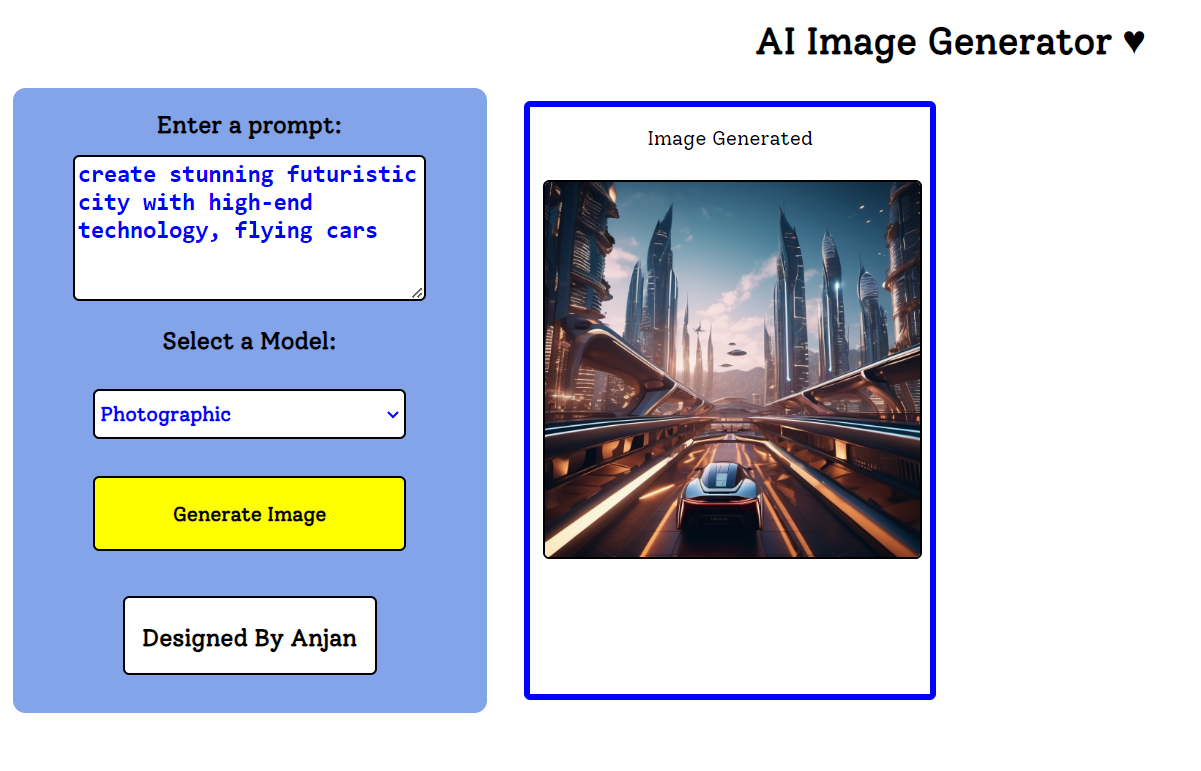 AI Image Generator ♥
Enter a prompt:
create stunning futuristic
city with high-end
technology, flying cars
Select a Model:
Photographic
Generate Image
Designed By Anjan
Image Generated